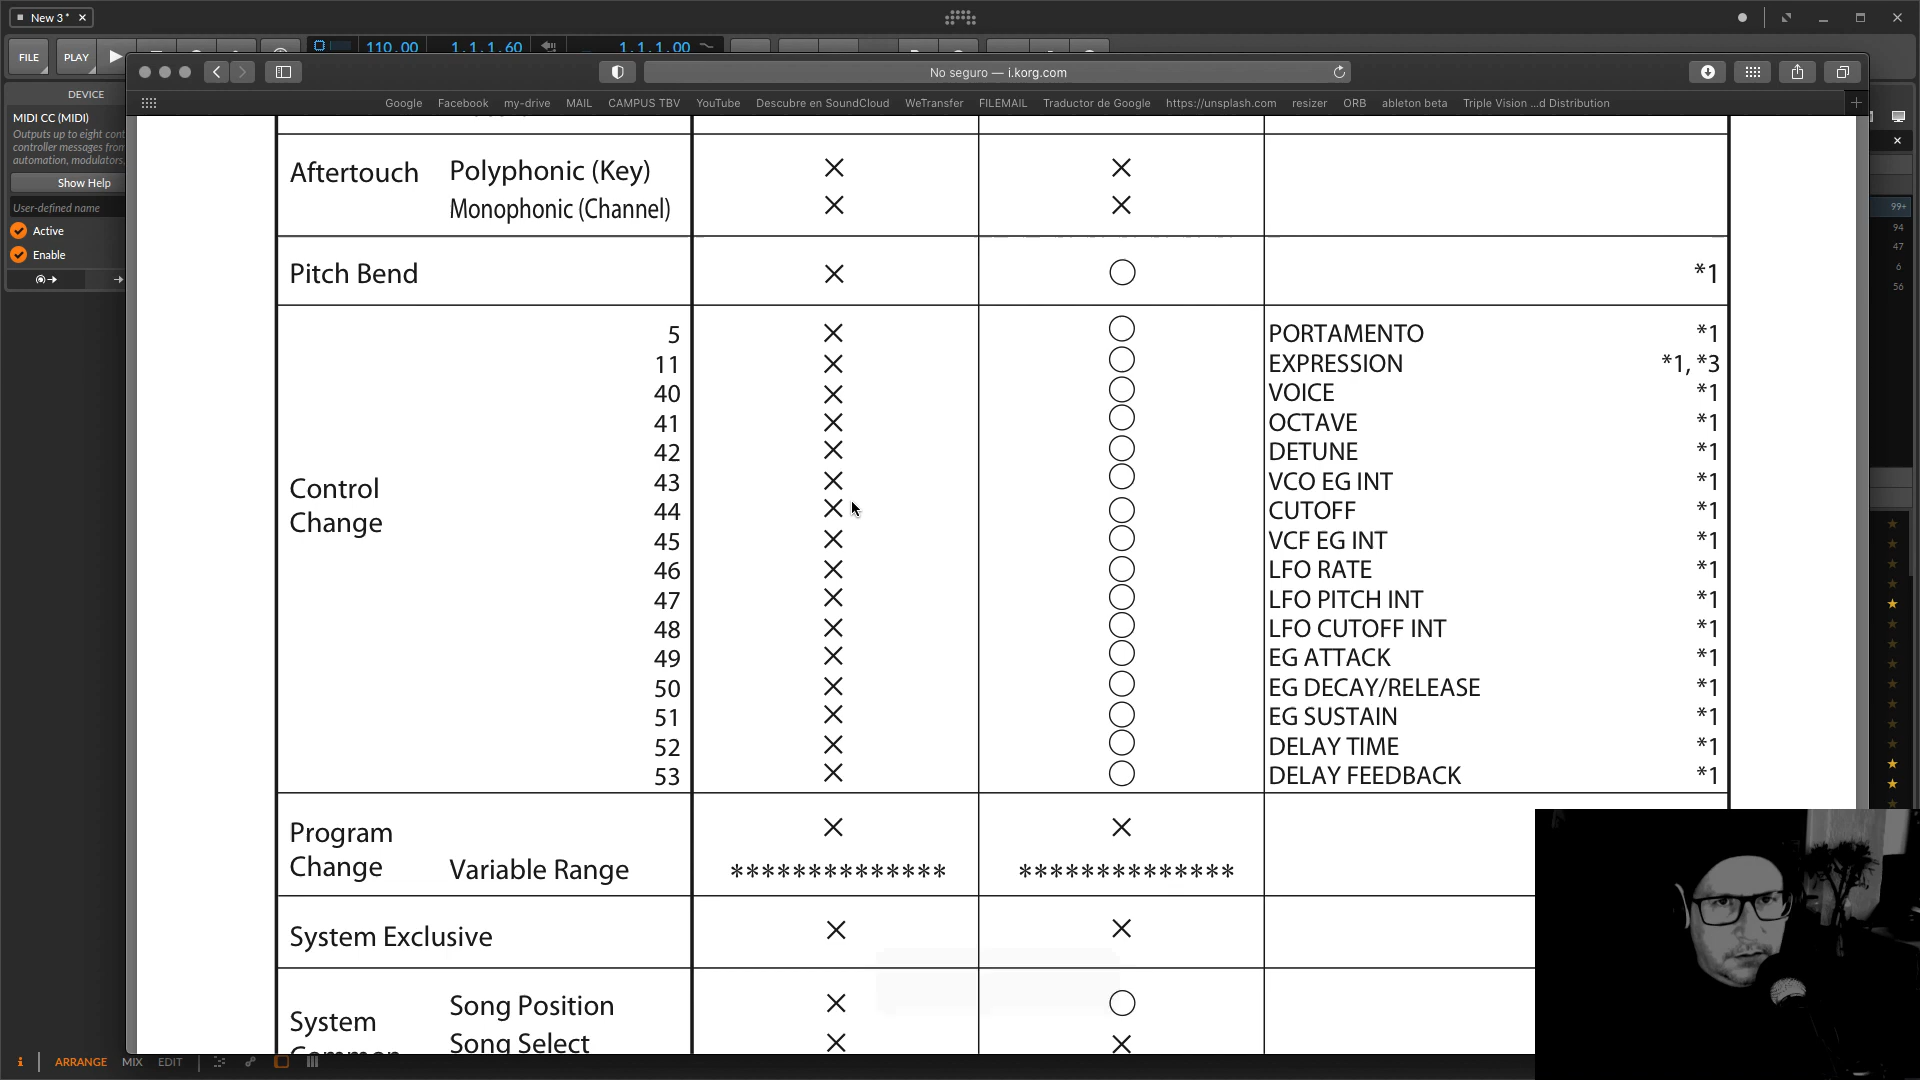 New 3 *
FILE
PLAY
110.00
1.1.1.60
1.1.1.00
No seguro — i.korg.com
Google
Facebook
my-drive
MAIL
CAMPUS TBV
YouTube
Descubre en SoundCloud
WeTransfer
FILEMAIL
Traductor de Google
https://unsplash.com
resizer
ORB
ableton beta
Triple Vision ...d Distribution
DEVICE
MIDI CC (MIDI)
Outputs up to eight cont
controller messages from
automation, modulators,
Show Help
User-defined name
Active
Enable
99+
94
47
6
56
Aftertouch Polyphonic (Key) × ×
Monophonic (Channel) × ×
Pitch Bend × ○ *1
Control
Change
5 × ○ PORTAMENTO *1
11 × ○ EXPRESSION *1, *3
40 × ○ VOICE *1
41 × ○ OCTAVE *1
42 × ○ DETUNE *1
43 × ○ VCO EG INT *1
44 × ○ CUTOFF *1
45 × ○ VCF EG INT *1
46 × ○ LFO RATE *1
47 × ○ LFO PITCH INT *1
48 × ○ LFO CUTOFF INT *1
49 × ○ EG ATTACK *1
50 × ○ EG DECAY/RELEASE *1
51 × ○ EG SUSTAIN *1
52 × ○ DELAY TIME *1
53 × ○ DELAY FEEDBACK *1
Program × ×
Change Variable Range ************** **************
System Exclusive × ×
Song Position × ○
System
Song Select × ×
Common
i
ARRANGE
MIX
EDIT